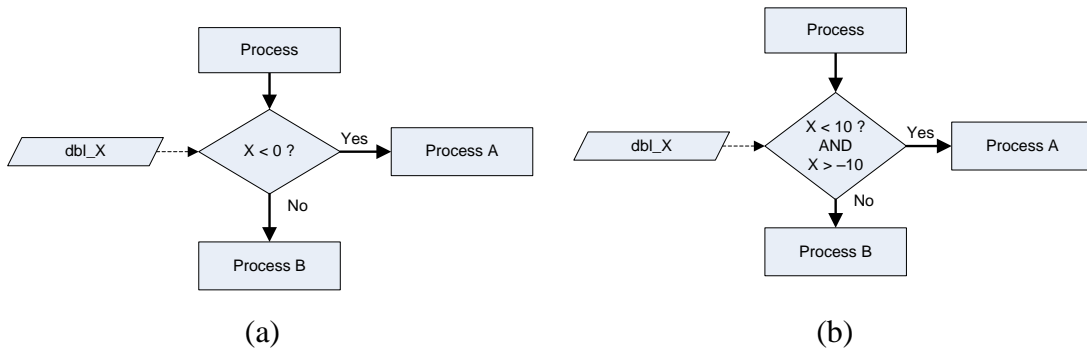 Process
dbl_X
X < 0 ?
Yes
Process A
No
Process B
(a)
Process
dbl_X
X < 10 ?
AND
X > –10
Yes
Process A
No
Process B
(b)